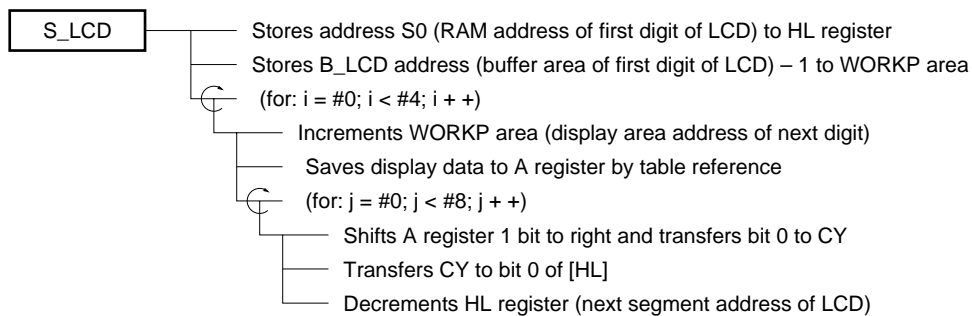 S_LCD
Stores address S0 (RAM address of first digit of LCD) to HL register
Stores B_LCD address (buffer area of first digit of LCD) – 1 to WORKP area
(for: i = #0; i < #4; i + +)
Increments WORKP area (display area address of next digit)
Saves display data to A register by table reference
(for: j = #0; j < #8; j + +)
Shifts A register 1 bit to right and transfers bit 0 to CY
Transfers CY to bit 0 of [HL]
Decrements HL register (next segment address of LCD)